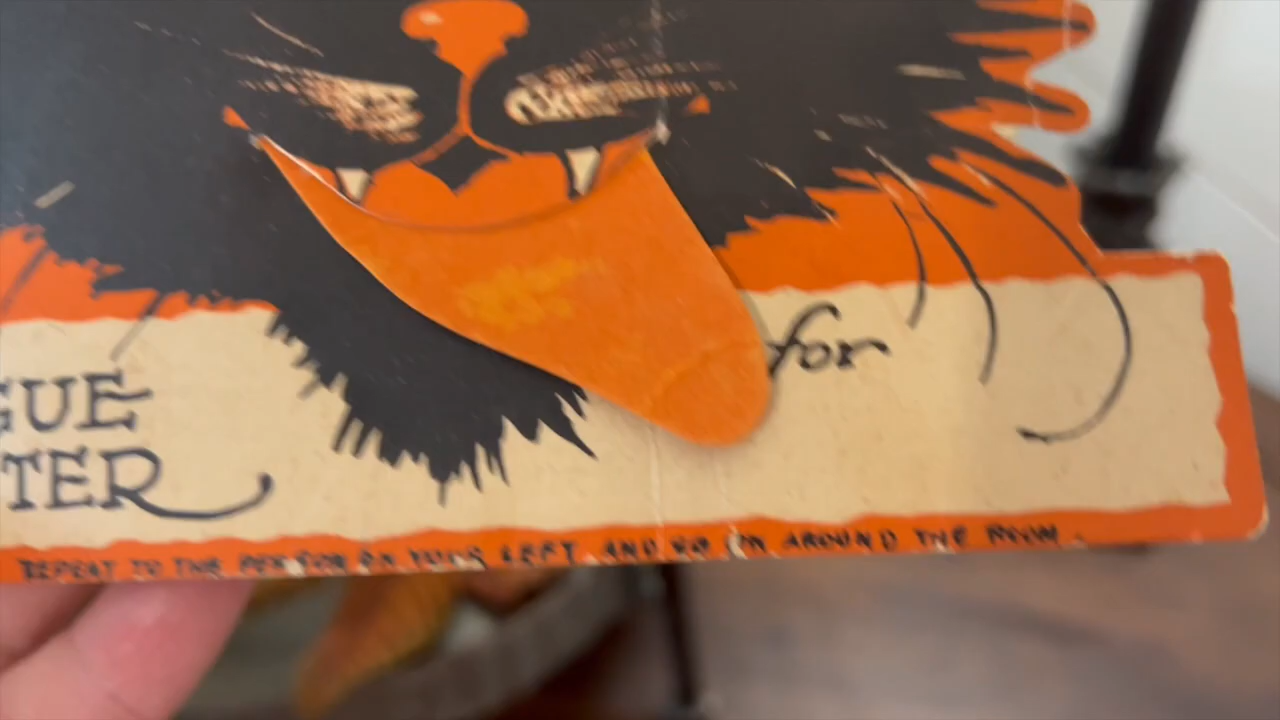 GUE
TER
for
REPEAT TO THE PERSON ON YOUR LEFT AND SO ON AROUND THE ROOM.